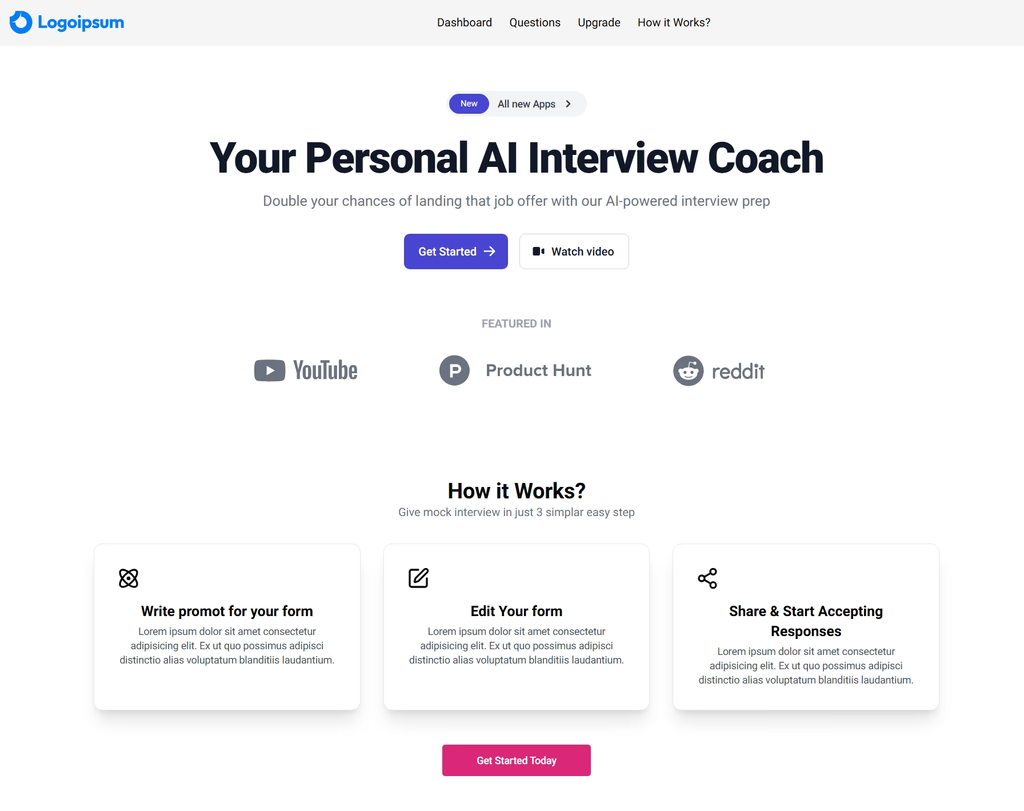 Logoipsum
Dashboard Questions Upgrade How it Works?
New All new Apps
Your Personal AI Interview Coach
Double your chances of landing that job offer with our AI-powered interview prep
Get Started Watch video
FEATURED IN
YouTube Product Hunt reddit
How it Works?
Give mock interview in just 3 simplar easy step
Write promot for your form
Lorem ipsum dolor sit amet consectetur
adipisicing elit. Ex ut quo possimus adipisci
distinctio alias voluptatum blanditiis laudantium.
Edit Your form
Lorem ipsum dolor sit amet consectetur
adipisicing elit. Ex ut quo possimus adipisci
distinctio alias voluptatum blanditiis laudantium.
Share & Start Accepting
Responses
Lorem ipsum dolor sit amet consectetur
adipisicing elit. Ex ut quo possimus adipisci
distinctio alias voluptatum blanditiis laudantium.
Get Started Today